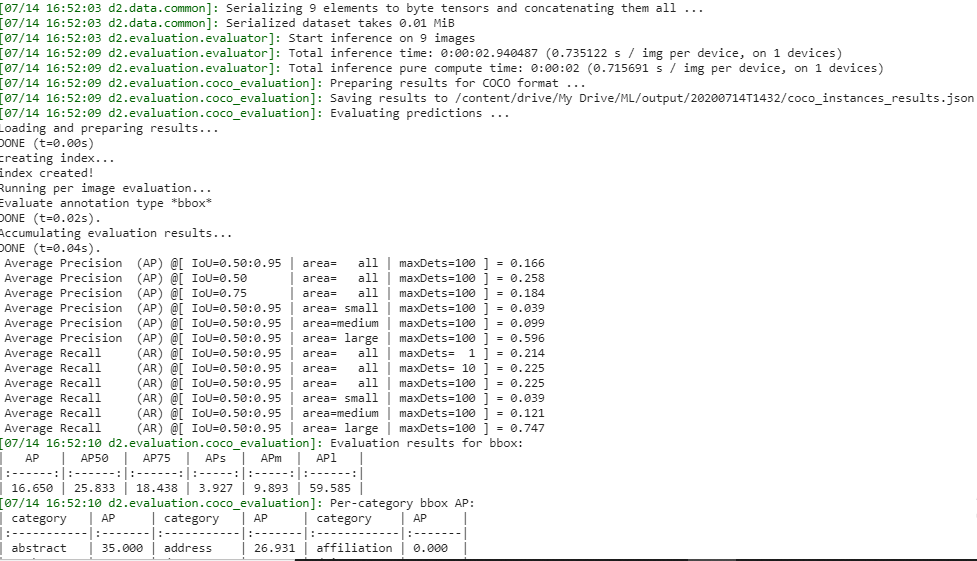 [07/14 16:52:03 d2.data.common]: Serializing 9 elements to byte tensors and concatenating them all ...
[07/14 16:52:03 d2.data.common]: Serialized dataset takes 0.01 MiB
[07/14 16:52:03 d2.evaluation.evaluator]: Start inference on 9 images
[07/14 16:52:09 d2.evaluation.evaluator]: Total inference time: 0:00:02.940487 (0.735122 s / img per device, on 1 devices)
[07/14 16:52:09 d2.evaluation.evaluator]: Total inference pure compute time: 0:00:02 (0.715691 s / img per device, on 1 devices)
[07/14 16:52:09 d2.evaluation.coco_evaluation]: Preparing results for COCO format ...
[07/14 16:52:09 d2.evaluation.coco_evaluation]: Saving results to /content/drive/My Drive/ML/output/20200714T1432/coco_instances_results.json
[07/14 16:52:09 d2.evaluation.coco_evaluation]: Evaluating predictions ...
Loading and preparing results...
DONE (t=0.00s)
creating index...
index created!
Running per image evaluation...
Evaluate annotation type *bbox*
DONE (t=0.02s).
Accumulating evaluation results...
DONE (t=0.04s).
Average Precision  (AP) @[ IoU=0.50:0.95 | area=   all | maxDets=100 ] = 0.166
Average Precision  (AP) @[ IoU=0.50      | area=   all | maxDets=100 ] = 0.258
Average Precision  (AP) @[ IoU=0.75      | area=   all | maxDets=100 ] = 0.184
Average Precision  (AP) @[ IoU=0.50:0.95 | area= small | maxDets=100 ] = 0.039
Average Precision  (AP) @[ IoU=0.50:0.95 | area=medium | maxDets=100 ] = 0.099
Average Precision  (AP) @[ IoU=0.50:0.95 | area= large | maxDets=100 ] = 0.596
Average Recall     (AR) @[ IoU=0.50:0.95 | area=   all | maxDets=  1 ] = 0.214
Average Recall     (AR) @[ IoU=0.50:0.95 | area=   all | maxDets= 10 ] = 0.225
Average Recall     (AR) @[ IoU=0.50:0.95 | area=   all | maxDets=100 ] = 0.225
Average Recall     (AR) @[ IoU=0.50:0.95 | area= small | maxDets=100 ] = 0.039
Average Recall     (AR) @[ IoU=0.50:0.95 | area=medium | maxDets=100 ] = 0.121
Average Recall     (AR) @[ IoU=0.50:0.95 | area= large | maxDets=100 ] = 0.747
[07/14 16:52:10 d2.evaluation.coco_evaluation]: Evaluation results for bbox:
|   AP   |  AP50  |  AP75  |  APs  |  APm  |  APl   |
|:------:|:------:|:------:|:-----:|:-----:|:------:|
| 16.650 | 25.833 | 18.438 | 3.927 | 9.893 | 59.585 |
[07/14 16:52:10 d2.evaluation.coco_evaluation]: Per-category bbox AP:
| category   | AP     | category   | AP     | category    | AP    |
|:-----------|:-------|:-----------|:-------|:------------|:------|
| abstract   | 35.000 | address    | 26.931 | affiliation | 0.000 |